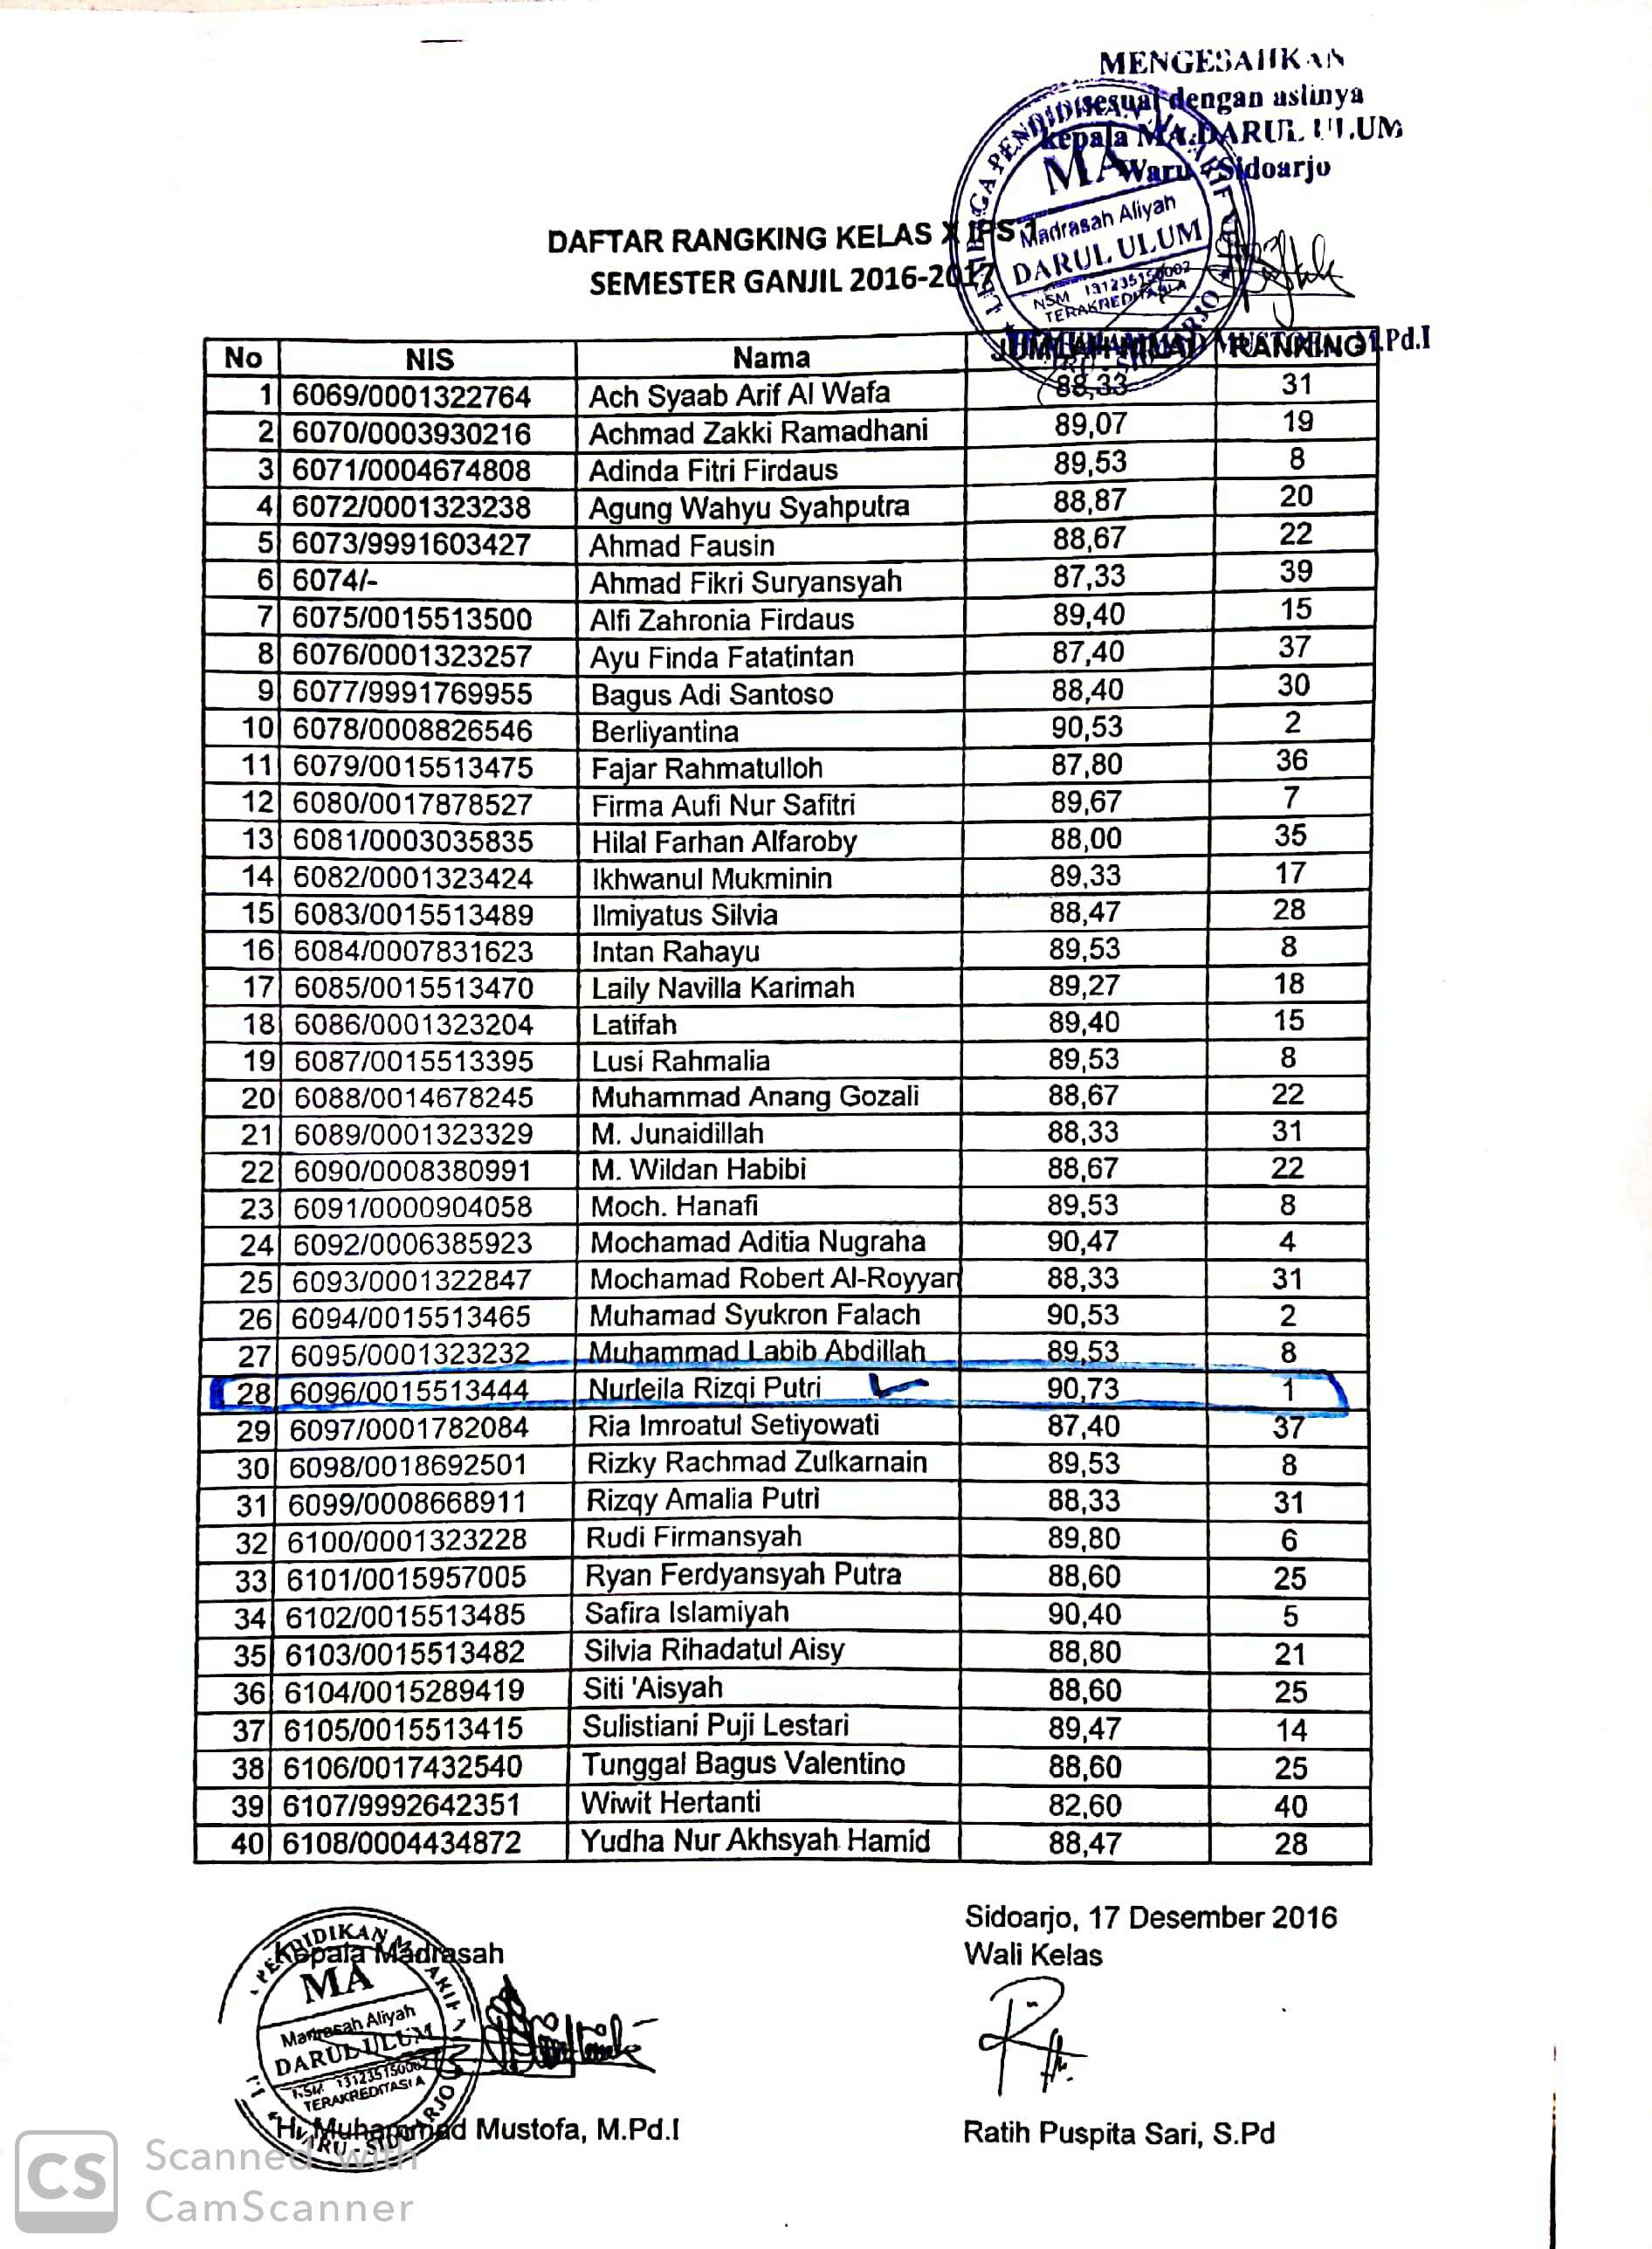 MENGESAHKAN
Disesuai dengan aslinya
kepala MA.DARUL ULUM
Waru - Sidoarjo
MA
Madrasah Aliyah
DARUL ULUM
NSM 131235150002
TERAKREDITASI A
DAFTAR RANGKING KELAS X IPS 1
SEMESTER GANJIL 2016-2017
M.Pd.I
No NIS Nama JUMLAH NILAI RANKING
1 6069/0001322764 Ach Syaab Arif Al Wafa 88,33 31
2 6070/0003930216 Achmad Zakki Ramadhani 89,07 19
3 6071/0004674808 Adinda Fitri Firdaus 89,53 8
4 6072/0001323238 Agung Wahyu Syahputra 88,87 20
5 6073/9991603427 Ahmad Fausin 88,67 22
6 6074/- Ahmad Fikri Suryansyah 87,33 39
7 6075/0015513500 Alfi Zahronia Firdaus 89,40 15
8 6076/0001323257 Ayu Finda Fatatintan 87,40 37
9 6077/9991769955 Bagus Adi Santoso 88,40 30
10 6078/0008826546 Berliyantina 90,53 2
11 6079/0015513475 Fajar Rahmatulloh 87,80 36
12 6080/0017878527 Firma Aufi Nur Safitri 89,67 7
13 6081/0003035835 Hilal Farhan Alfaroby 88,00 35
14 6082/0001323424 Ikhwanul Mukminin 89,33 17
15 6083/0015513489 Ilmiyatus Silvia 88,47 28
16 6084/0007831623 Intan Rahayu 89,53 8
17 6085/0015513470 Laily Navilla Karimah 89,27 18
18 6086/0001323204 Latifah 89,40 15
19 6087/0015513395 Lusi Rahmalia 89,53 8
20 6088/0014678245 Muhammad Anang Gozali 88,67 22
21 6089/0001323329 M. Junaidillah 88,33 31
22 6090/0008380991 M. Wildan Habibi 88,67 22
23 6091/0000904058 Moch. Hanafi 89,53 8
24 6092/0006385923 Mochamad Aditia Nugraha 90,47 4
25 6093/0001322847 Mochamad Robert Al-Royyan 88,33 31
26 6094/0015513465 Muhamad Syukron Falach 90,53 2
27 6095/0001323232 Muhammad Labib Abdillah 89,53 8
28 6096/0015513444 Nurleila Rizqi Putri 90,73 1
29 6097/0001782084 Ria Imroatul Setiyowati 87,40 37
30 6098/0018692501 Rizky Rachmad Zulkarnain 89,53 8
31 6099/0008668911 Rizqy Amalia Putri 88,33 31
32 6100/0001323228 Rudi Firmansyah 89,80 6
33 6101/0015957005 Ryan Ferdyansyah Putra 88,60 25
34 6102/0015513485 Safira Islamiyah 90,40 5
35 6103/0015513482 Silvia Rihadatul Aisy 88,80 21
36 6104/0015289419 Siti 'Aisyah 88,60 25
37 6105/0015513415 Sulistiani Puji Lestari 89,47 14
38 6106/0017432540 Tunggal Bagus Valentino 88,60 25
39 6107/9992642351 Wiwit Hertanti 82,60 40
40 6108/0004434872 Yudha Nur Akhsyah Hamid 88,47 28
Sidoarjo, 17 Desember 2016
Kepala Madrasah
Wali Kelas
MA
Madrasah Aliyah
DARUL ULUM
NSM 131235150002
TERAKREDITASI A
WARU - SIDOARJO
H. Muhammad Mustofa, M.Pd.I
Ratih Puspita Sari, S.Pd
CS
Scanned with
CamScanner